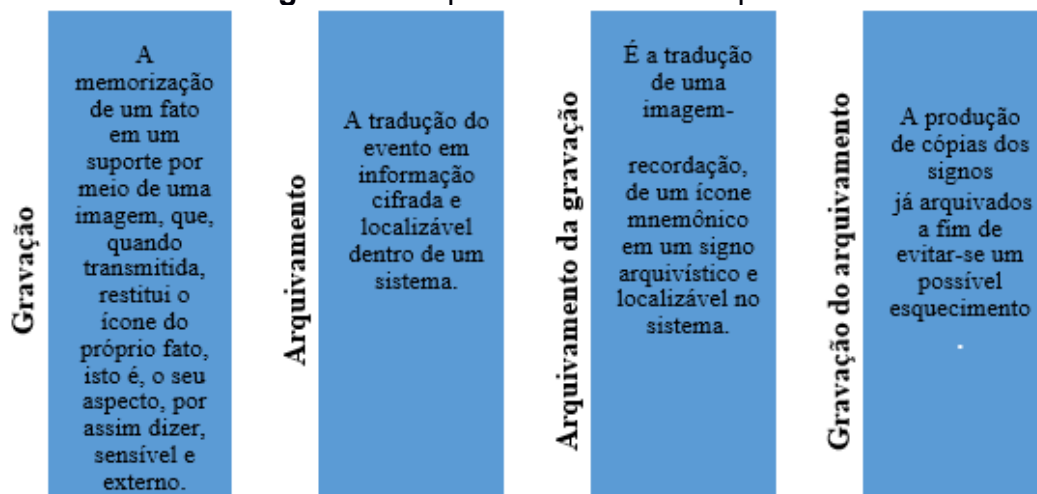 Gravação
A
memorização
de um fato
em um
suporte por
meio de uma
imagem, que,
quando
transmitida,
restitui o
ícone do
próprio fato,
isto é, o seu
aspecto, por
assim dizer,
sensível e
externo.
Arquivamento
A tradução do
evento em
informação
cifrada e
localizável
dentro de um
sistema.
Arquivamento da gravação
É a tradução
de uma
imagem-
recordação,
de um ícone
mnemônico
em um signo
arquivístico e
localizável no
sistema.
Gravação do arquivamento
A produção
de cópias dos
signos
já arquivados
a fim de
evitar-se um
possível
esquecimento
.